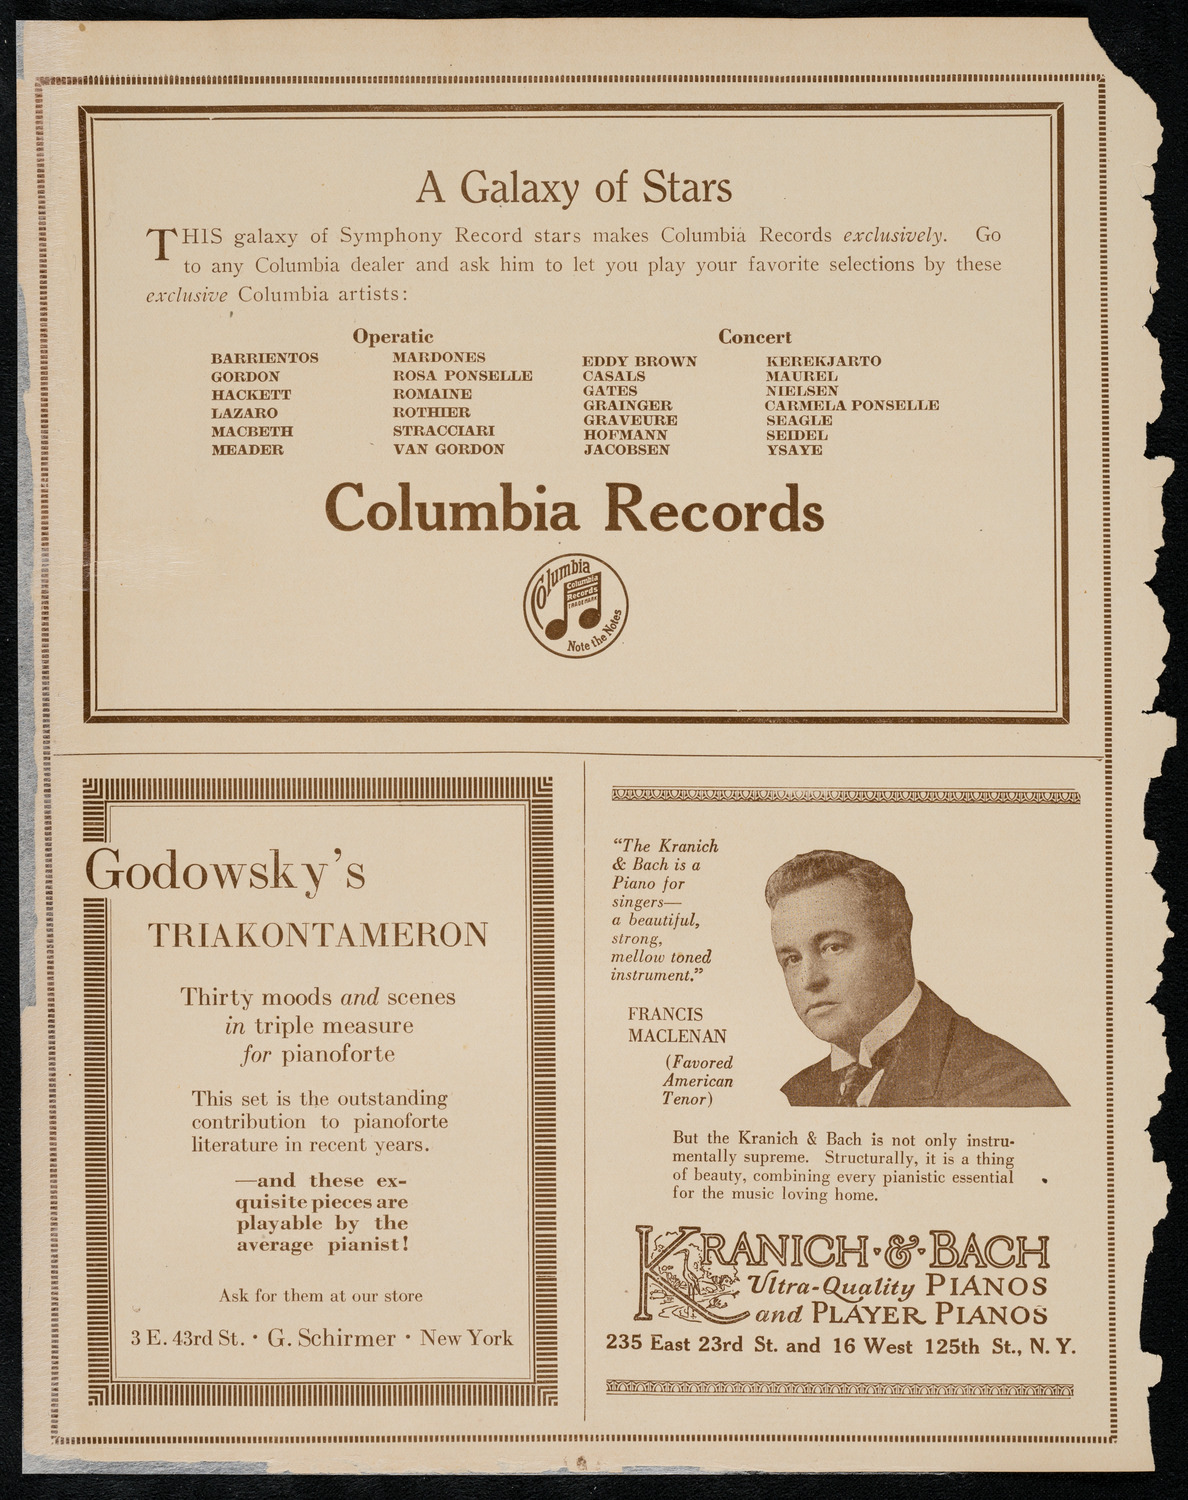 A Galaxy of Stars
THIS galaxy of Symphony Record stars makes Columbia Records exclusively. Go
to any Columbia dealer and ask him to let you play your favorite selections by these
exclusive Columbia artists:
Operatic
BARRIENTOS
GORDON
HACKETT
LAZARO
MACBETH
MEADER
MARDONES
ROSA PONSELLE
ROMAINE
ROTHIER
STRACCIARI
VAN GORDON
Concert
EDDY BROWN
CASALS
GATES
GRAINGER
GRAVEURE
HOFMANN
JACOBSEN
KEREKJARTO
MAUREL
NIELSEN
CARMELA PONSELLE
SEAGLE
SEIDEL
YSAYE
Columbia Records
Columbia
Columbia
Records
TRADEMARK
Note the Notes
Godowsky's
TRIAKONTAMERON
Thirty moods and scenes
in triple measure
for pianoforte
This set is the outstanding
contribution to pianoforte
literature in recent years.
—and these ex-
quisite pieces are
playable by the
average pianist!
Ask for them at our store
3 E. 43rd St. · G. Schirmer · New York
"The Kranich
& Bach is a
Piano for
singers—
a beautiful,
strong,
mellow toned
instrument."
FRANCIS
MACLENAN
(Favored
American
Tenor)
But the Kranich & Bach is not only instru-
mentally supreme. Structurally, it is a thing
of beauty, combining every pianistic essential
for the music loving home.
KRANICH·&·BACH
Ultra-Quality PIANOS
and PLAYER PIANOS
235 East 23rd St. and 16 West 125th St., N. Y.